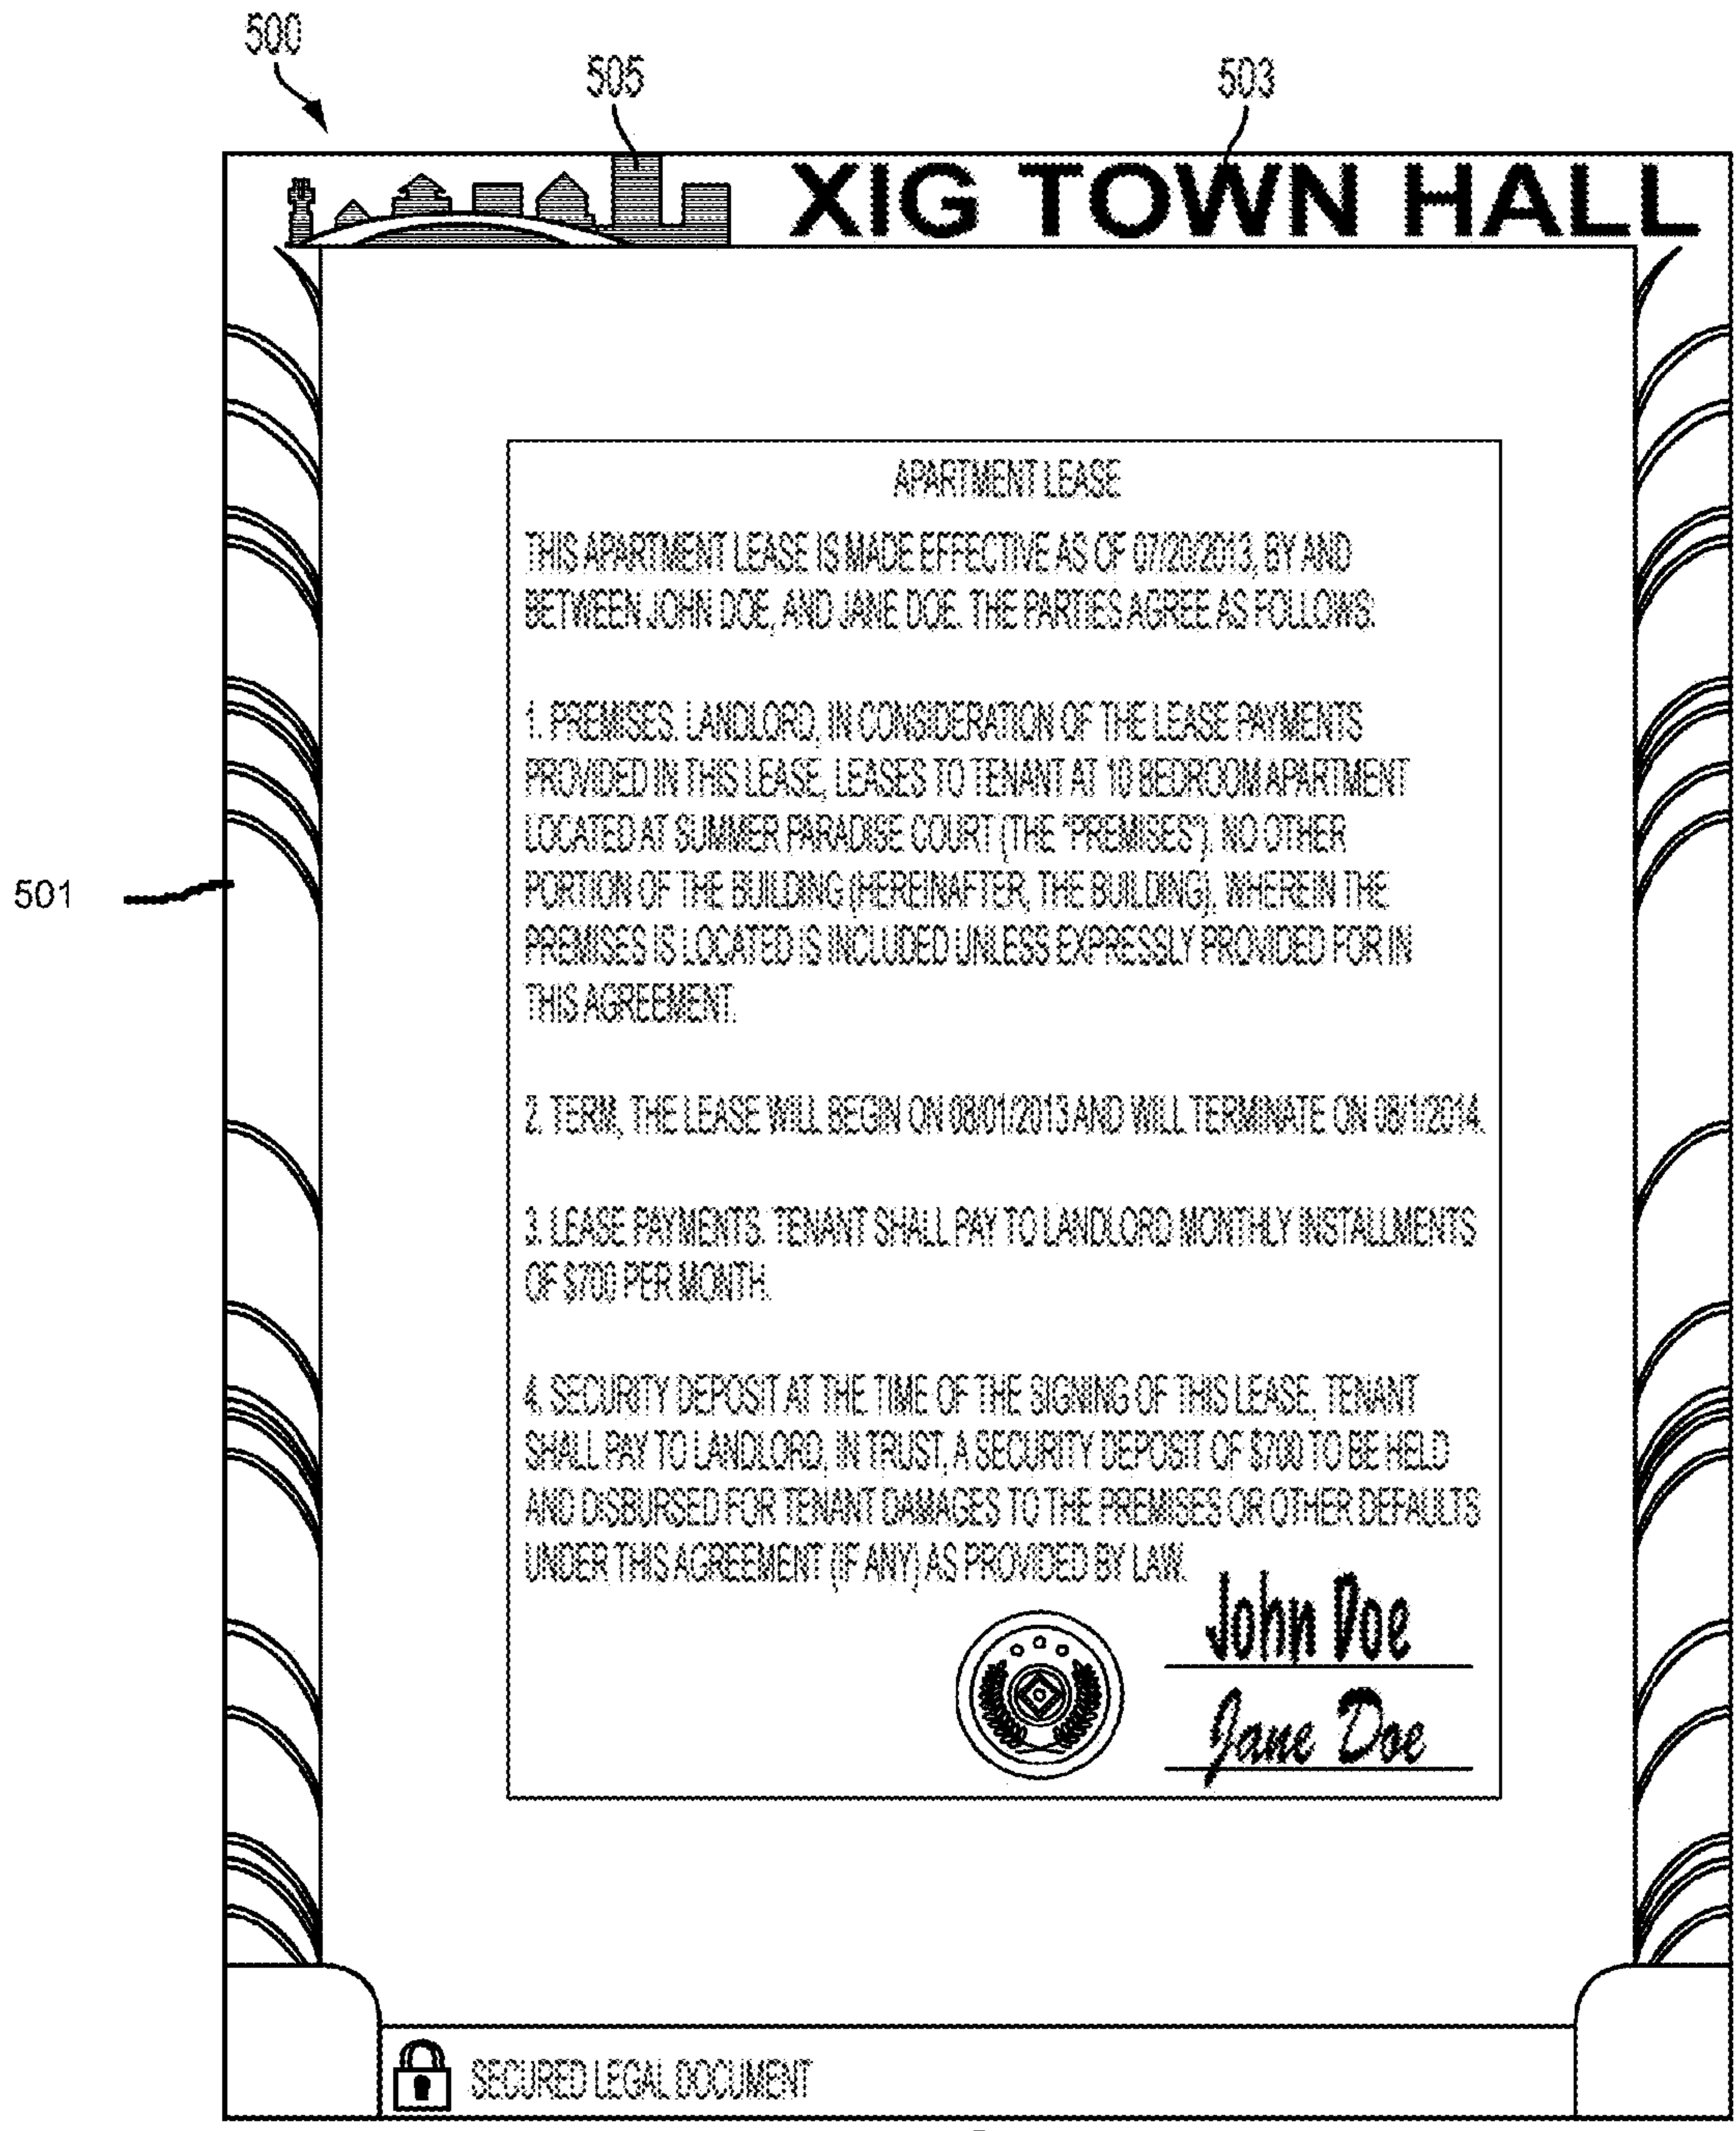 500
505
503
XIG TOWN HALL
APARTMENT LEASE
THIS APARTMENT LEASE IS MADE EFFECTIVE AS OF 07/20/2013, BY AND
BETWEEN JOHN DOE, AND JANE DOE. THE PARTIES AGREE AS FOLLOWS:
1. PREMISES. LANDLORD, IN CONSIDERATION OF THE LEASE PAYMENTS
PROVIDED IN THIS LEASE, LEASES TO TENANT AT 10 BEDROOM APARTMENT
LOCATED AT SUMMER PARADISE COURT (THE "PREMISES"). NO OTHER
PORTION OF THE BUILDING (HEREINAFTER, THE BUILDING), WHEREIN THE
501
PREMISES IS LOCATED IS INCLUDED UNLESS EXPRESSLY PROVIDED FOR IN
THIS AGREEMENT.
2. TERM, THE LEASE WILL BEGIN ON 08/01/2013 AND WILL TERMINATE ON 08/1/2014.
3. LEASE PAYMENTS. TENANT SHALL PAY TO LANDLORD MONTHLY INSTALLMENTS
OF $700 PER MONTH.
4. SECURITY DEPOSIT AT THE TIME OF THE SIGNING OF THIS LEASE, TENANT
SHALL PAY TO LANDLORD, IN TRUST, A SECURITY DEPOSIT OF $700 TO BE HELD
AND DISBURSED FOR TENANT DAMAGES TO THE PREMISES OR OTHER DEFAULTS
UNDER THIS AGREEMENT (IF ANY) AS PROVIDED BY LAW.
John Doe
Jane Doe
SECURED LEGAL DOCUMENT